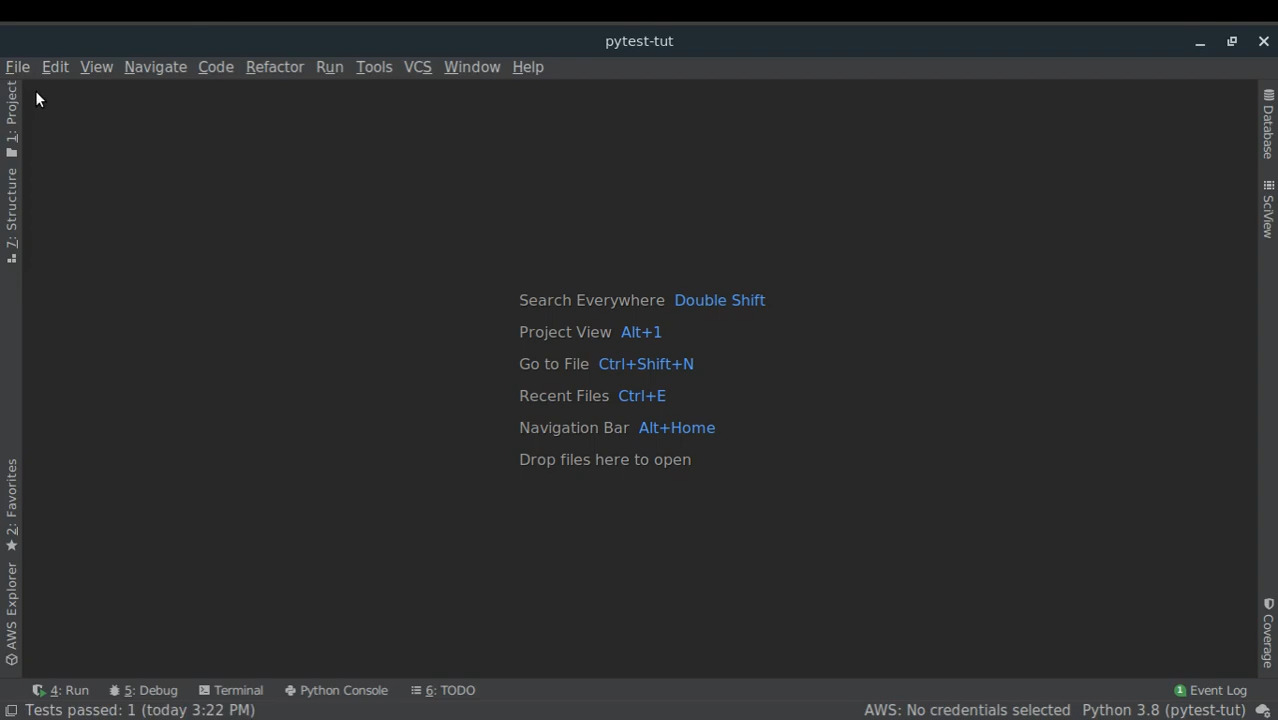 pytest-tut
File Edit View Navigate Code Refactor Run Tools VCS Window Help
1: Project
7: Structure
2: Favorites
AWS Explorer
Search Everywhere Double Shift
Project View Alt+1
Go to File Ctrl+Shift+N
Recent Files Ctrl+E
Navigation Bar Alt+Home
Drop files here to open
Database
SciView
Coverage
4: Run 5: Debug Terminal Python Console 6: TODO 1 Event Log
Tests passed: 1 (today 3:22 PM) AWS: No credentials selected Python 3.8 (pytest-tut)